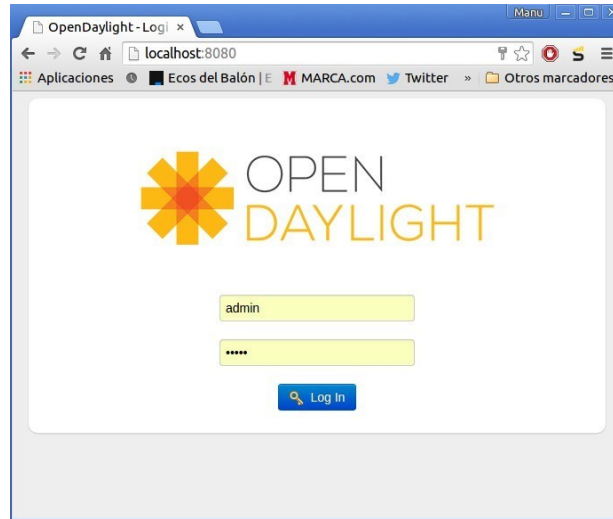 Manu
OpenDaylight - Logi
localhost:8080
Aplicaciones
Ecos del Balón | E
MARCA.com
Twitter
»
Otros marcadores
OPEN
DAYLIGHT
admin
•••••
Log In